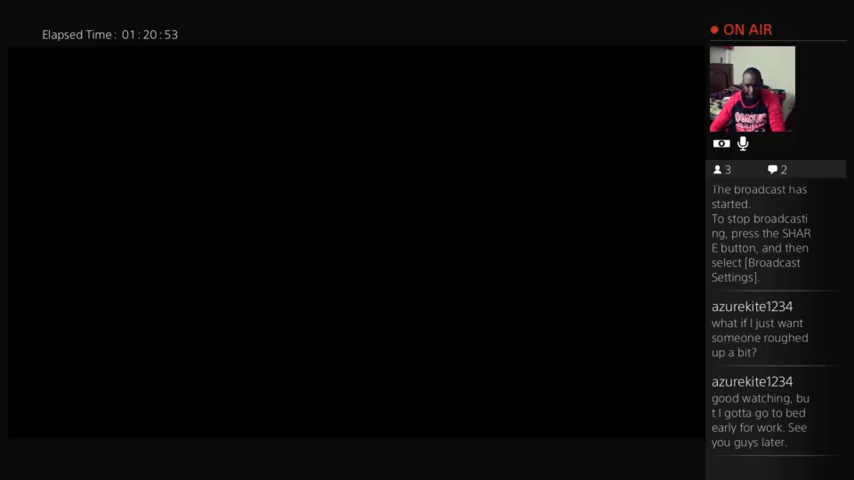 Elapsed Time: 01:20:53
ON AIR
3 2
The broadcast has
started.
To stop broadcasti
ng, press the SHAR
E button, and then
select [Broadcast
Settings].
azurekite1234
what if I just want
someone roughed
up a bit?
azurekite1234
good watching, bu
t I gotta go to bed
early for work. See
you guys later.